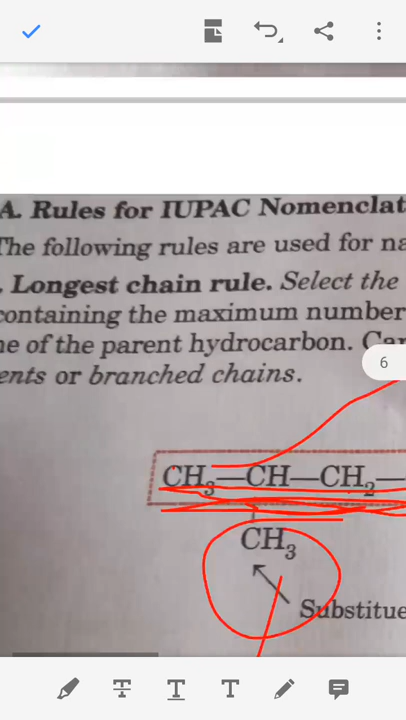 A. Rules for IUPAC Nomenclat
The following rules are used for na
. Longest chain rule. Select the
containing the maximum number
ne of the parent hydrocarbon. Car
ents or branched chains.
6
CH₃—CH—CH₂—
CH₃
Substitue